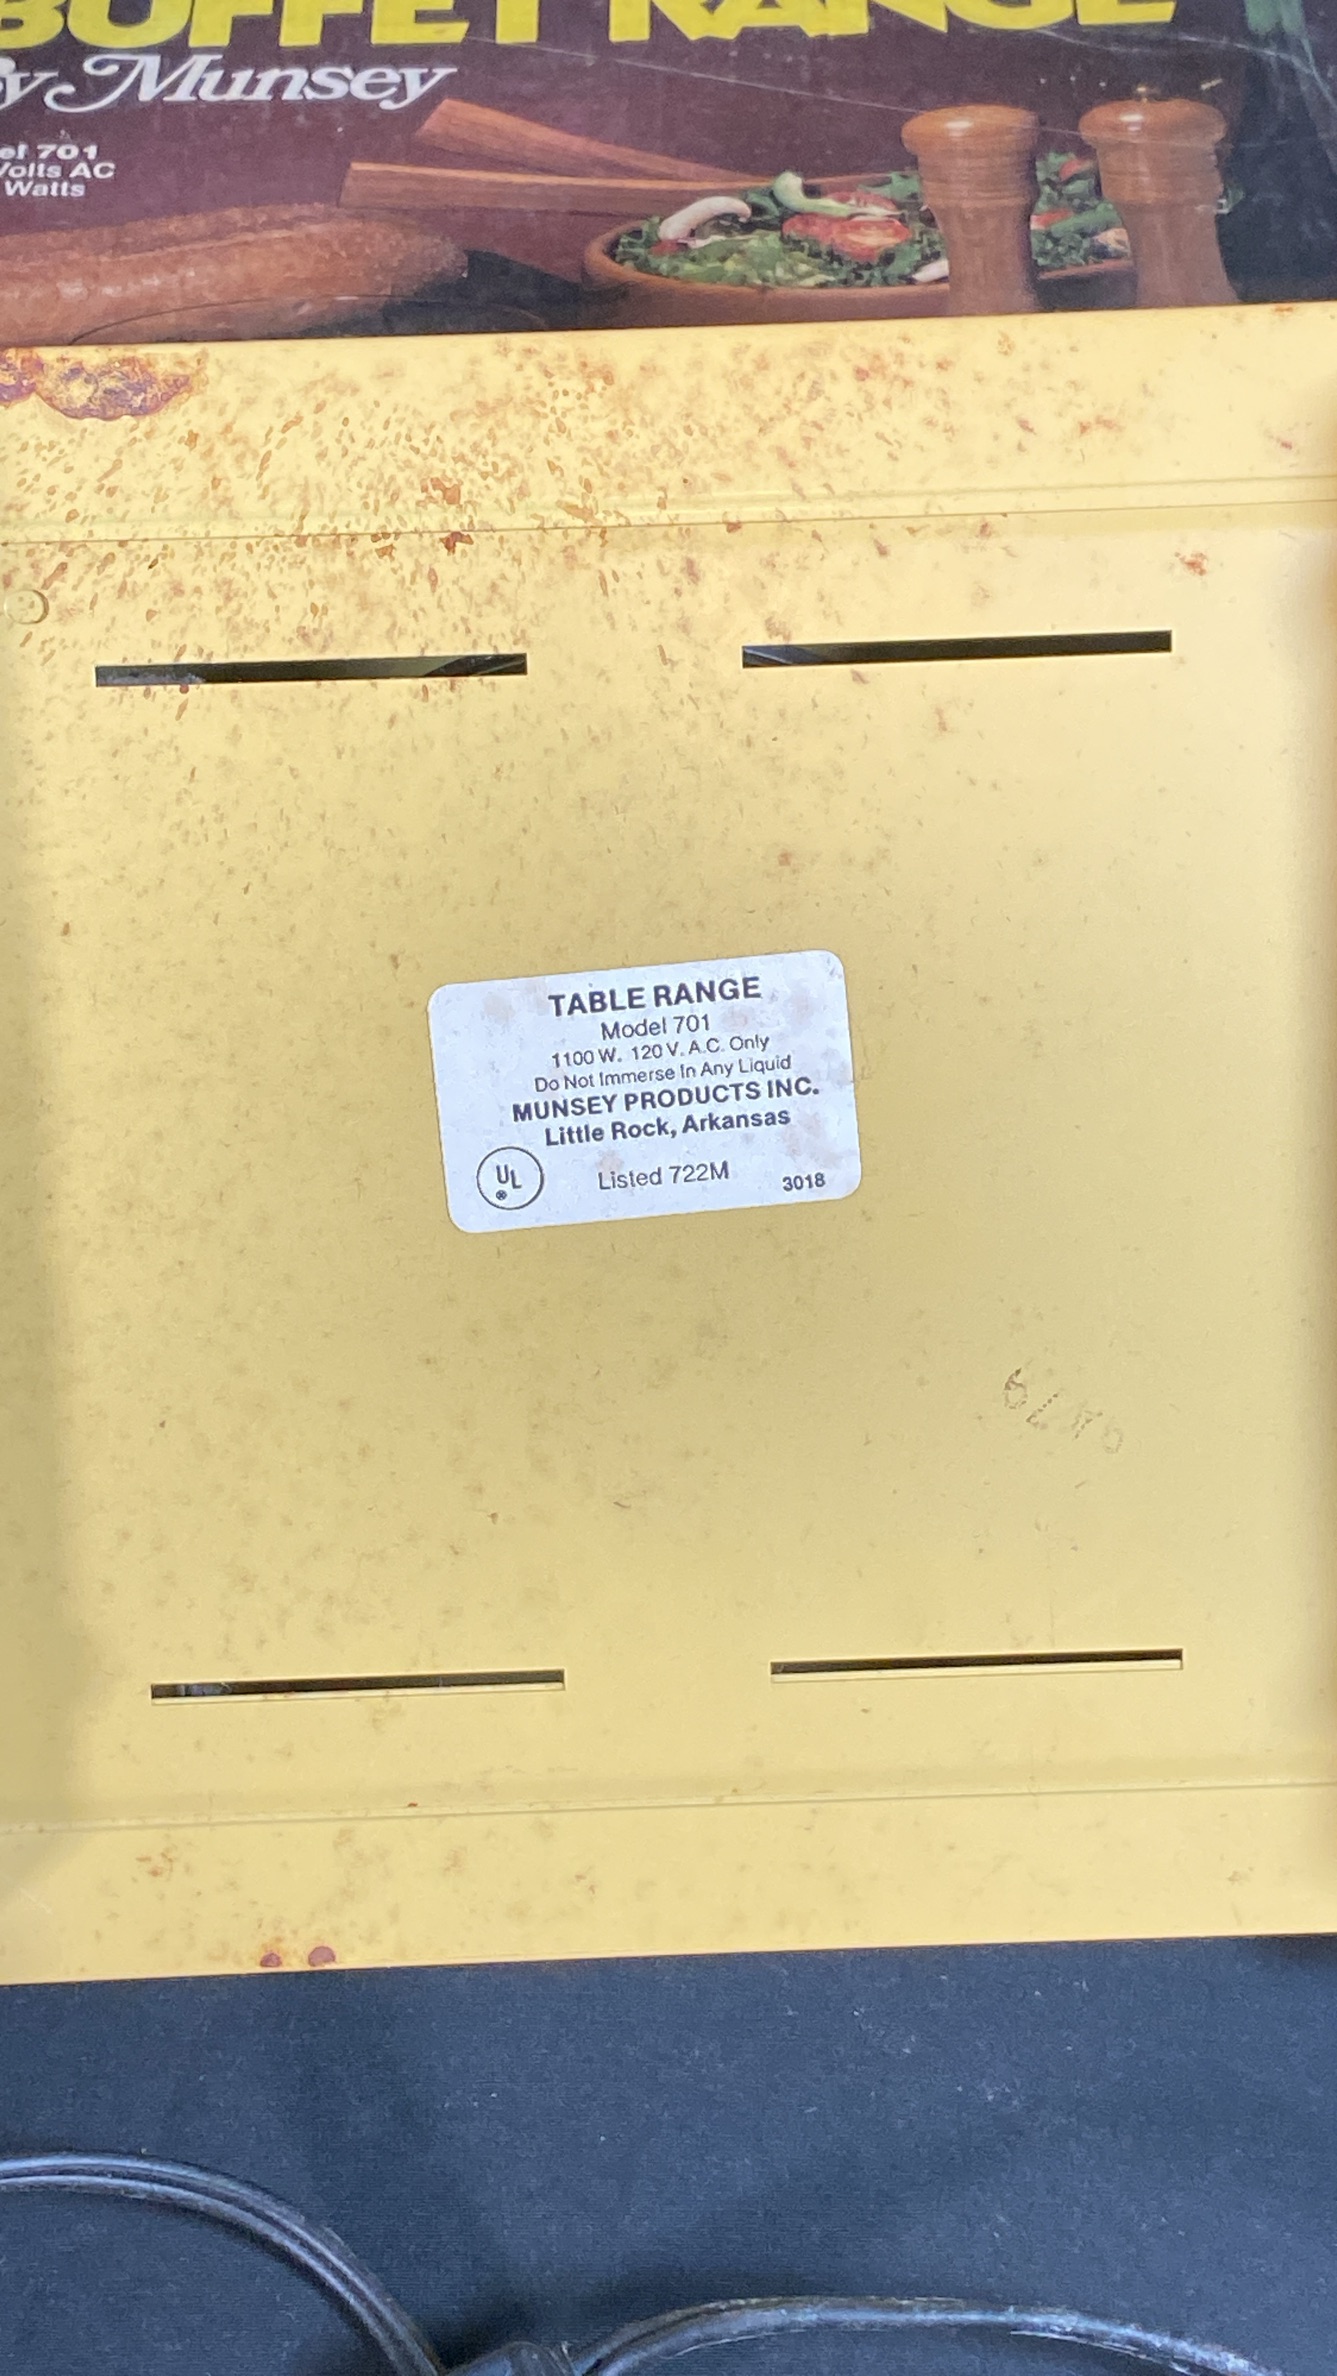 BUFFET RANGE
By Munsey
el 701
Volts AC
Watts
TABLE RANGE
Model 701
1100 W. 120 V. A.C. Only
Do Not Immerse In Any Liquid
MUNSEY PRODUCTS INC.
Little Rock, Arkansas
UL
®
Listed 722M
3018